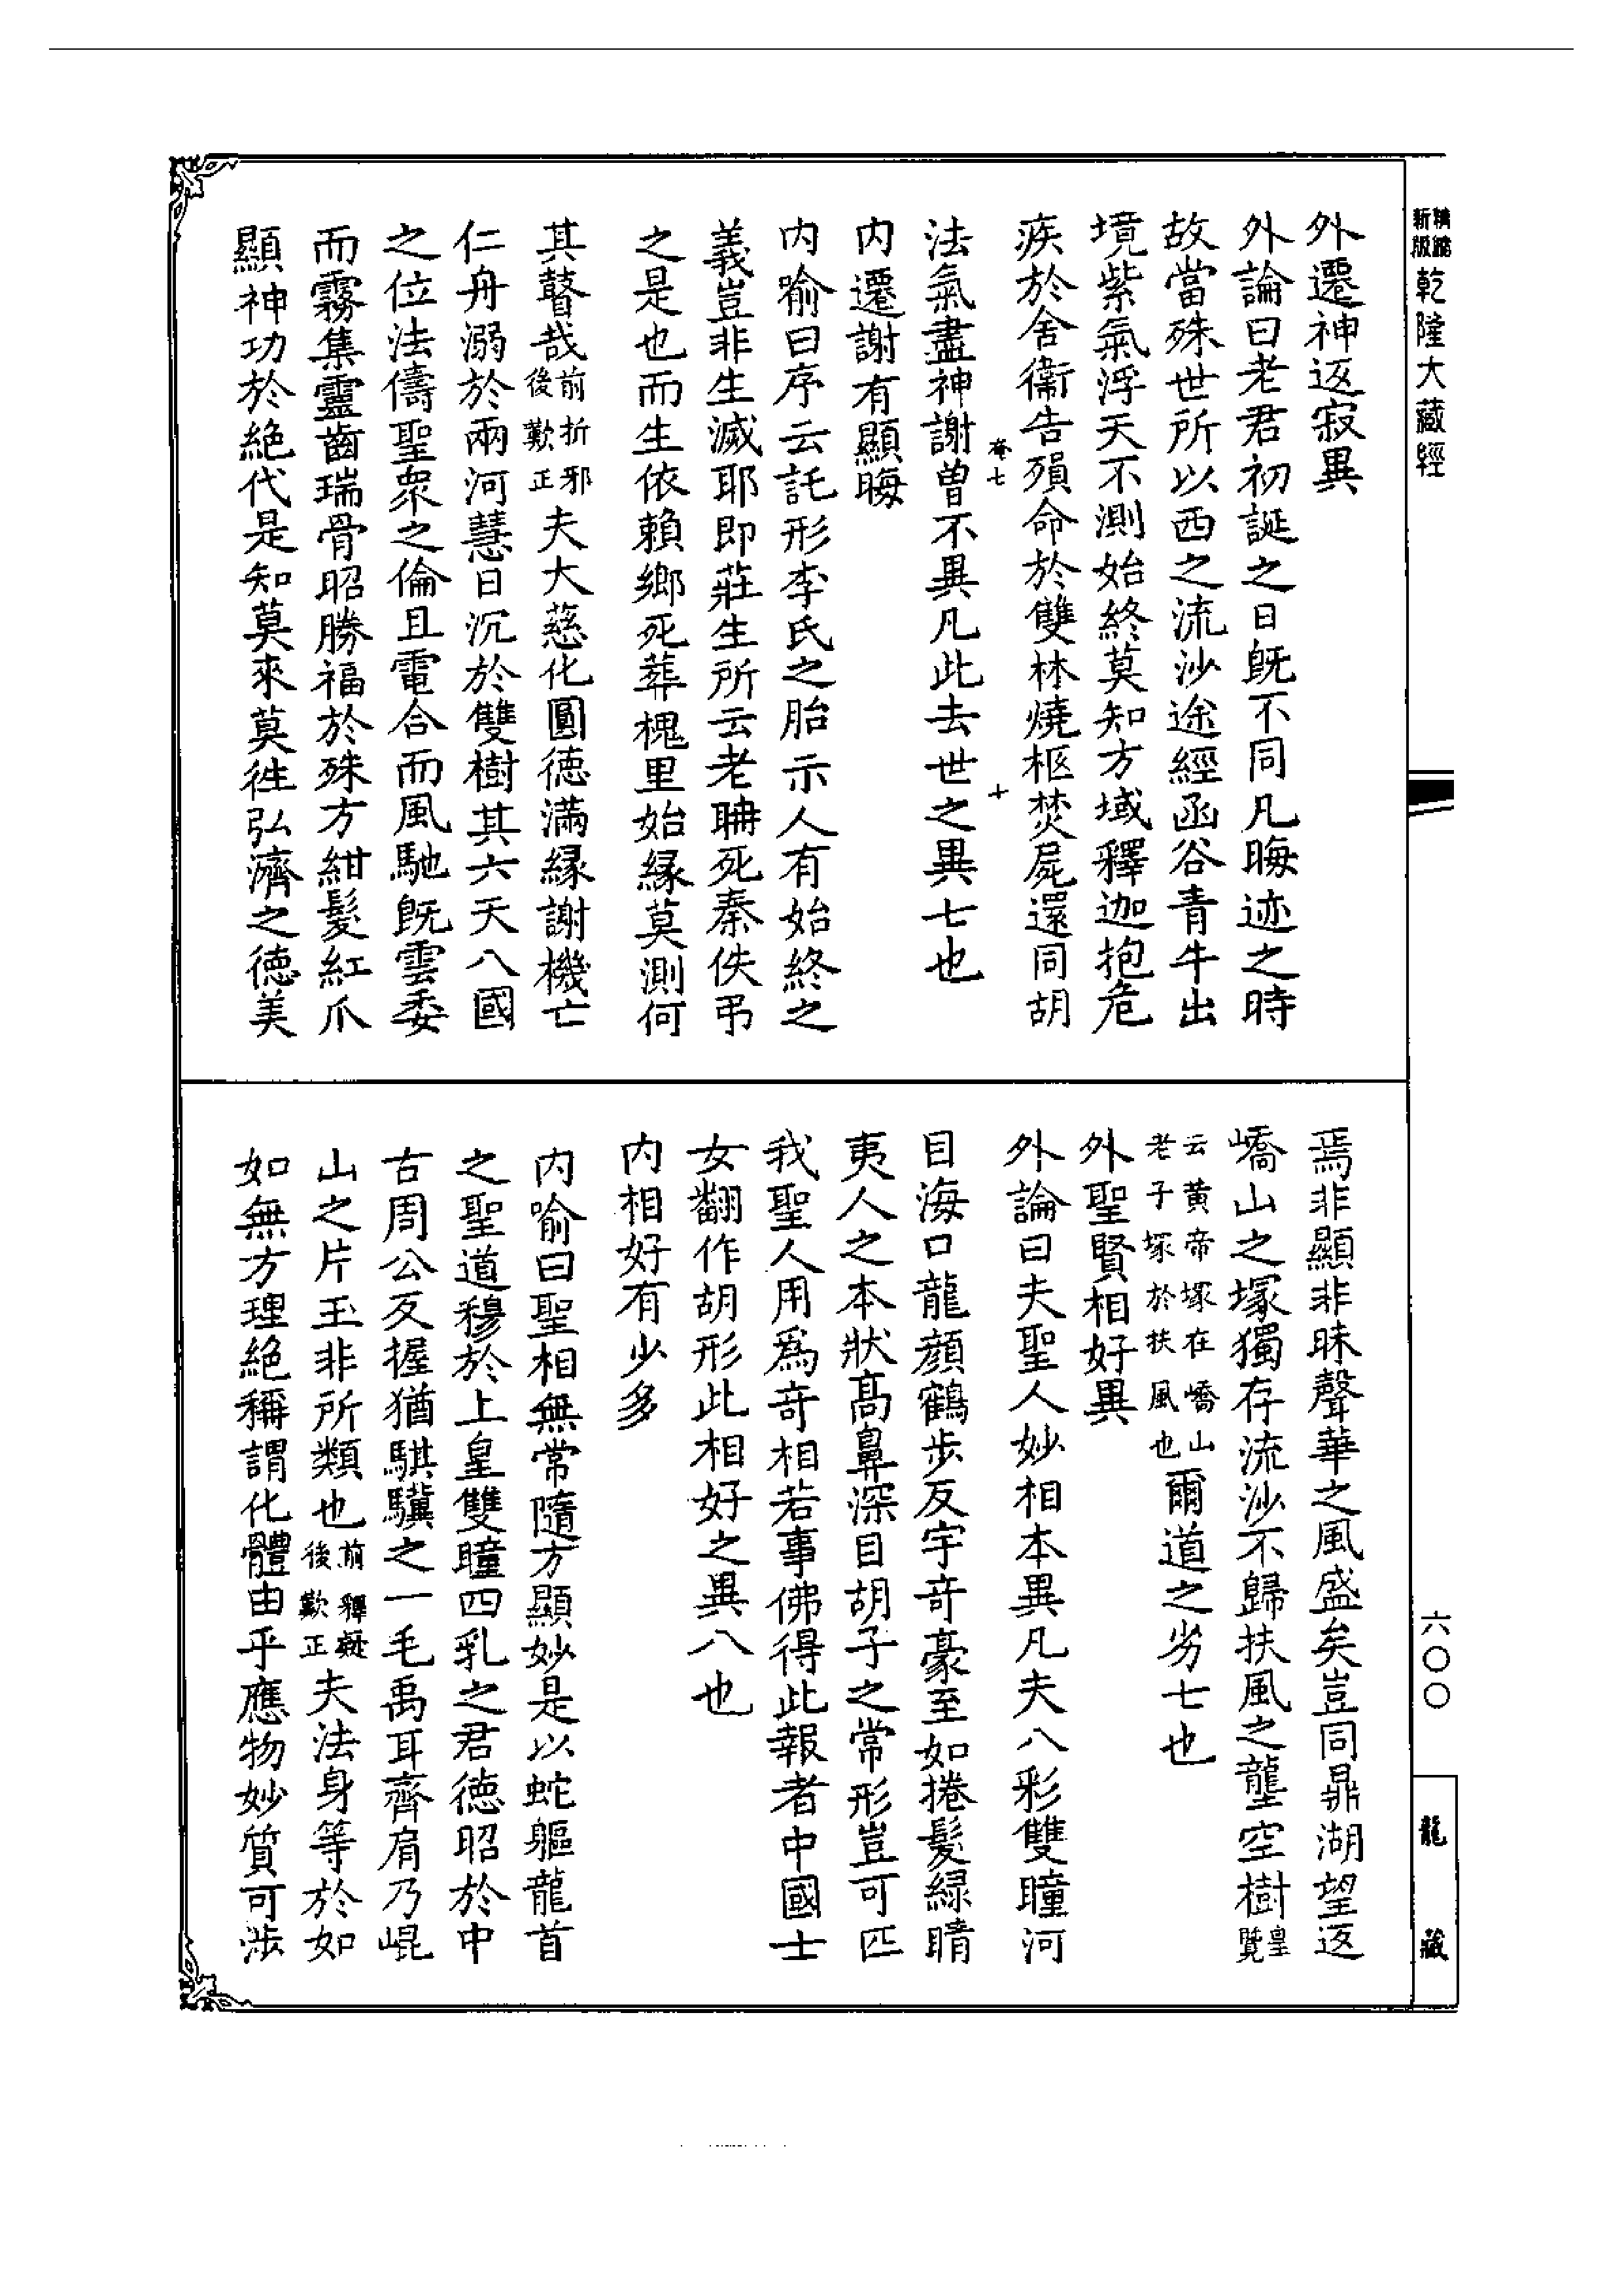 精縮新版乾隆大藏經
外遷神返寂異
外論曰老君初誕之日旣不同凡晦迹之時
故當殊世所以西之流沙途經函谷青牛出
境紫氣浮天不測始終莫知方域釋迦抱危
疾於舍衞告殞命於雙林燒柩焚屍還同胡
卷七 十
法氣盡神謝曾不異凡此去世之異七也
内遷謝有顯晦
内喻曰序云託形李氏之胎示人有始終之
義豈非生滅耶即莊生所云老聃死秦佚弔
之是也而生依賴鄉死葬槐里始縁莫測何
其瞽哉前折邪後歎正夫大慈化圓徳滿縁謝機亡
仁舟溺於兩河慧日沉於雙樹其六天八國
之位法儔聖衆之倫且電合而風馳旣雲委
而霧集靈齒瑞骨昭勝福於殊方紺髮紅爪
顯神功於絶代是知莫來莫徃弘濟之徳美
焉非顯非昧聲華之風盛矣豈同鼎湖望返
嶠山之塚獨存流沙不歸扶風之壟空樹皇覽
云黄帝塚在嶠山老子塚於扶風也爾道之劣七也
外聖賢相好異
外論曰夫聖人妙相本異凡夫八彩雙瞳河
目海口龍顔鶴步反宇竒豪至如捲髮緑睛
夷人之本狀髙鼻深目胡子之常形豈可匹
我聖人用爲竒相若事佛得此報者中國士
女翻作胡形此相好之異八也
内相好有少多
内喻曰聖相無常隨方顯妙是以蛇軀龍首
之聖道穆於上皇雙瞳四乳之君徳昭於中
古周公反握猶騏驥之一毛禹耳齊肩乃崐
山之片玉非所類也前釋疑後歎正夫法身等於如
如無方理絶稱謂化體由乎應物妙質可涉
六〇〇
龍藏